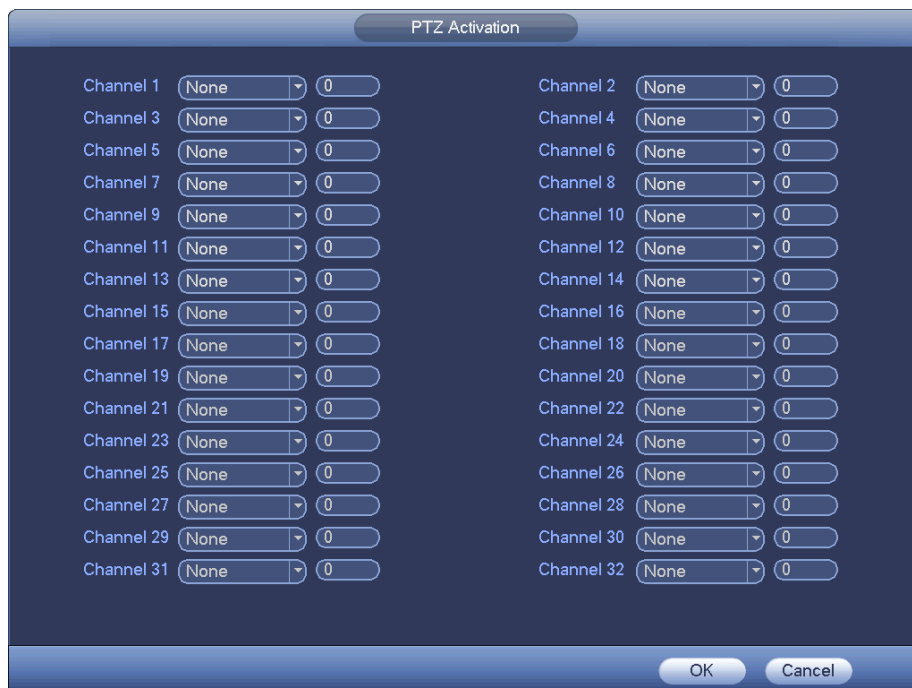 PTZ Activation
Channel 1 None 0 Channel 2 None 0
Channel 3 None 0 Channel 4 None 0
Channel 5 None 0 Channel 6 None 0
Channel 7 None 0 Channel 8 None 0
Channel 9 None 0 Channel 10 None 0
Channel 11 None 0 Channel 12 None 0
Channel 13 None 0 Channel 14 None 0
Channel 15 None 0 Channel 16 None 0
Channel 17 None 0 Channel 18 None 0
Channel 19 None 0 Channel 20 None 0
Channel 21 None 0 Channel 22 None 0
Channel 23 None 0 Channel 24 None 0
Channel 25 None 0 Channel 26 None 0
Channel 27 None 0 Channel 28 None 0
Channel 29 None 0 Channel 30 None 0
Channel 31 None 0 Channel 32 None 0
OK Cancel